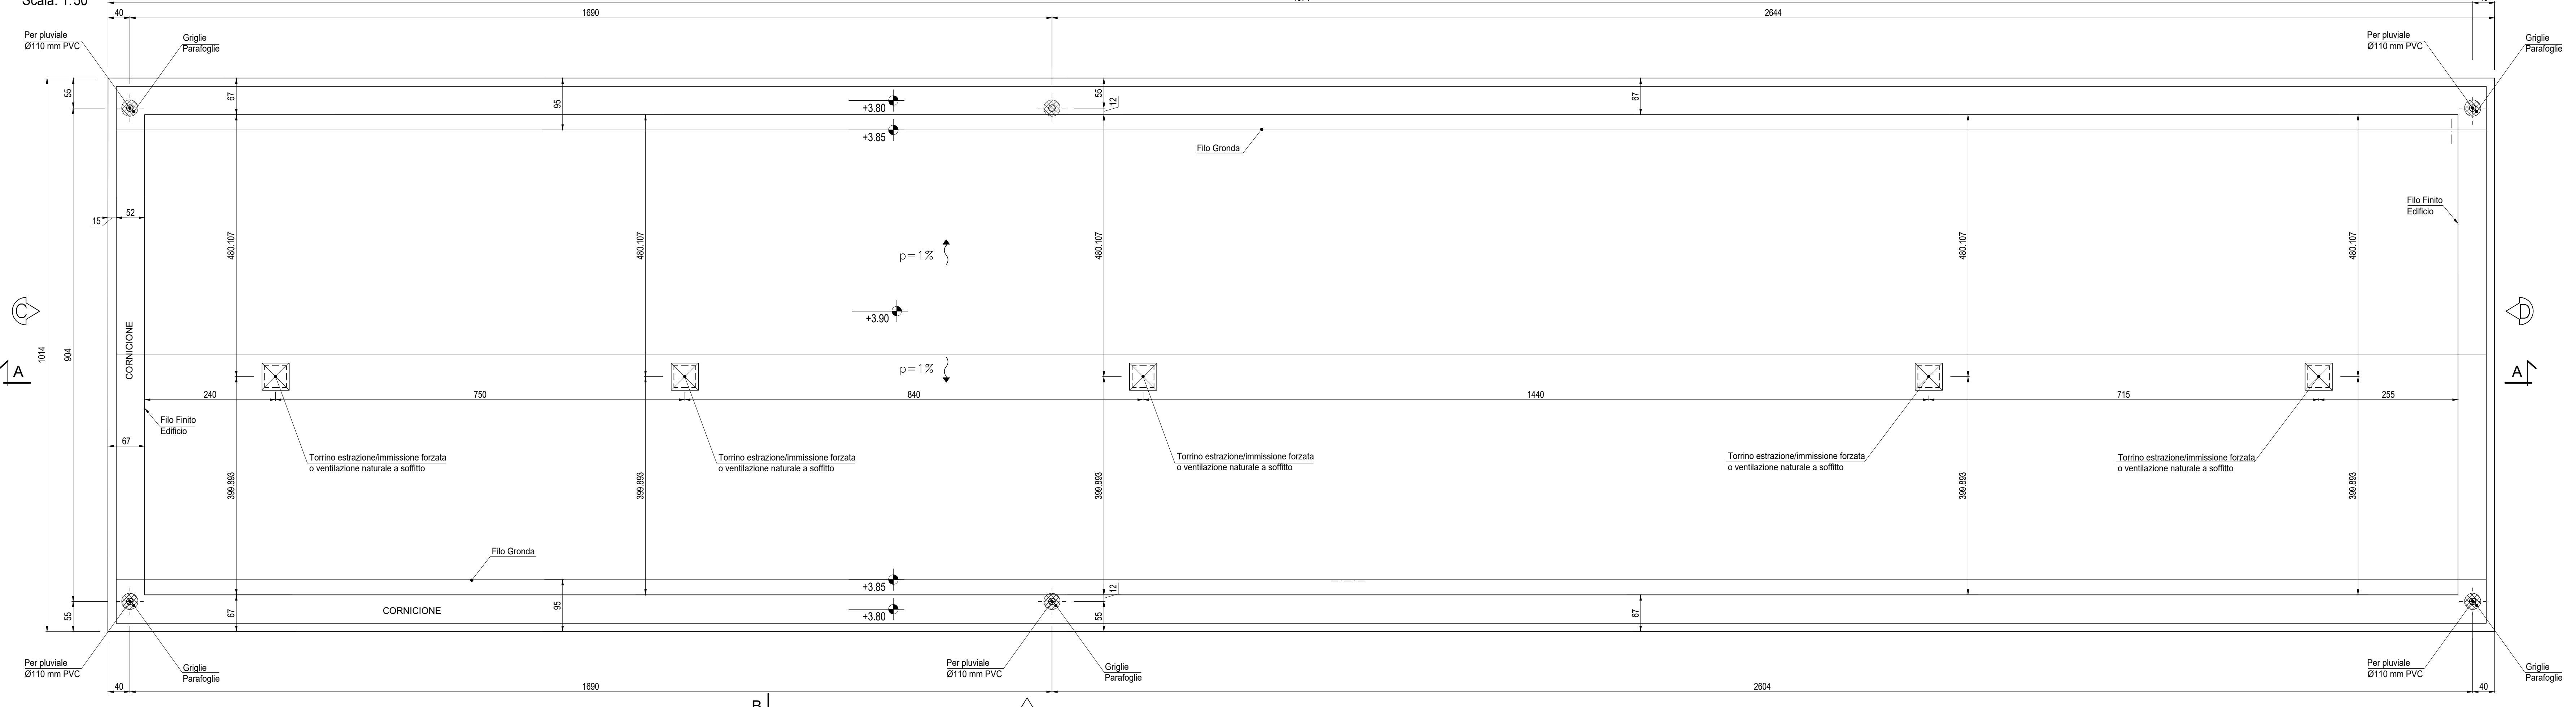 Scala: 1:50
40
1690
2644
Per pluviale
Ø110 mm PVC
Griglie
Parafoglie
Per pluviale
Ø110 mm PVC
Griglie
Parafoglie
55
67
95
+3.80
55
12
67
+3.85
Filo Gronda
15
52
480.107
480.107
480.107
480.107
480.107
Filo Finito
Edificio
p=1%
C
+3.90
D
CORNICIONE
1014
904
p=1%
A
A
240
750
840
1440
715
255
Filo Finito
Edificio
67
Torrino estrazione/immissione forzata
o ventilazione naturale a soffitto
Torrino estrazione/immissione forzata
o ventilazione naturale a soffitto
Torrino estrazione/immissione forzata
o ventilazione naturale a soffitto
Torrino estrazione/immissione forzata
o ventilazione naturale a soffitto
Torrino estrazione/immissione forzata
o ventilazione naturale a soffitto
399.893
399.893
399.893
399.893
399.893
Filo Gronda
+3.85
12
55
67
CORNICIONE
95
+3.80
55
67
Per pluviale
Ø110 mm PVC
Griglie
Parafoglie
Per pluviale
Ø110 mm PVC
Griglie
Parafoglie
Per pluviale
Ø110 mm PVC
Griglie
Parafoglie
40
1690
2604
40
B